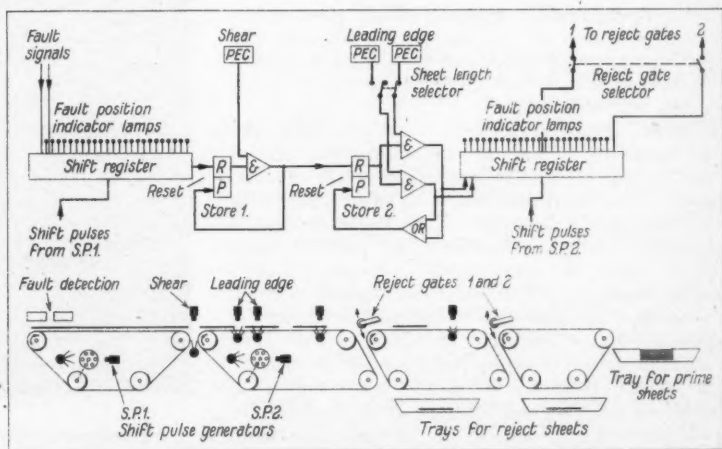 Fault signals
Shear
PEC
Leading edge
PEC PEC
Sheet length selector
1 To reject gates 2
Reject gate selector
Fault position indicator lamps
Fault position indicator lamps
Shift register
R
P
&
Reset
Store 1.
R
P
&
&
Reset
Store 2.
OR
Shift register
Shift pulses from S.P.1.
Shift pulses from S.P.2.
Fault detection
Shear
Leading edge
Reject gates 1 and 2
S.P.1.
S.P.2.
Shift pulse generators
Trays for reject sheets
Tray for prime sheets